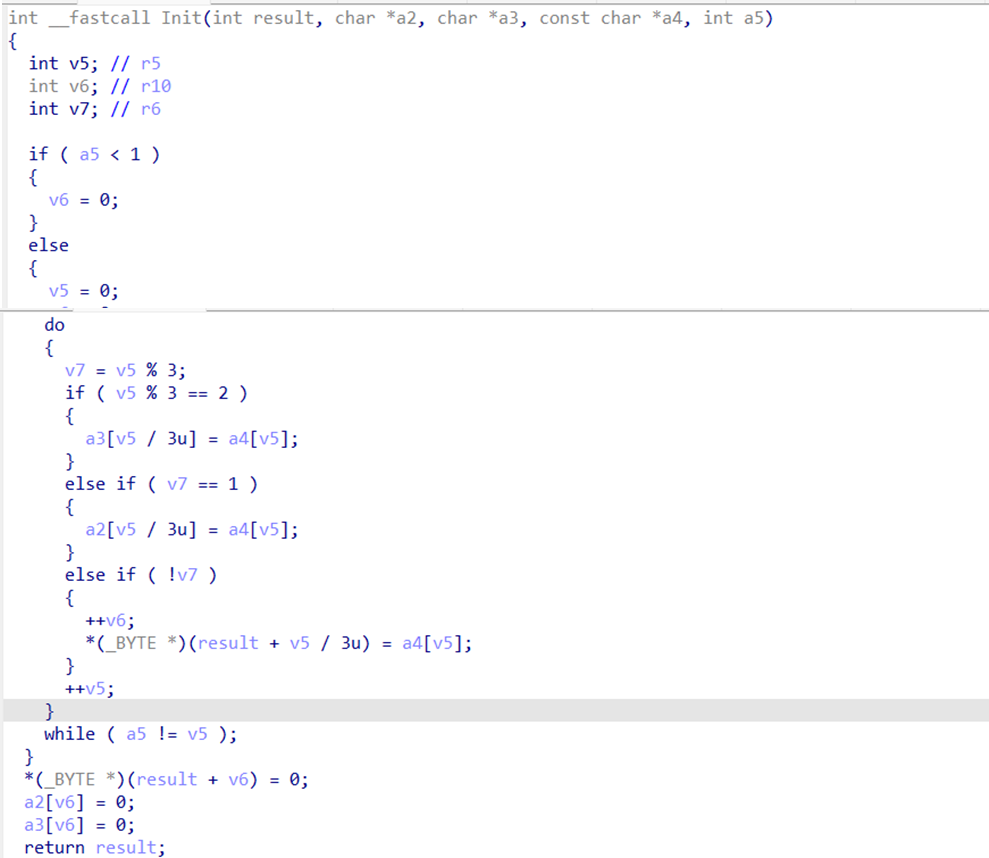 int __fastcall Init(int result, char *a2, char *a3, const char *a4, int a5)
{
int v5; // r5
int v6; // r10
int v7; // r6
if ( a5 < 1 )
{
v6 = 0;
}
else
{
v5 = 0;
do
{
v7 = v5 % 3;
if ( v5 % 3 == 2 )
{
a3[v5 / 3u] = a4[v5];
}
else if ( v7 == 1 )
{
a2[v5 / 3u] = a4[v5];
}
else if ( !v7 )
{
++v6;
*(_BYTE *)(result + v5 / 3u) = a4[v5];
}
++v5;
}
while ( a5 != v5 );
}
*(_BYTE *)(result + v6) = 0;
a2[v6] = 0;
a3[v6] = 0;
return result;